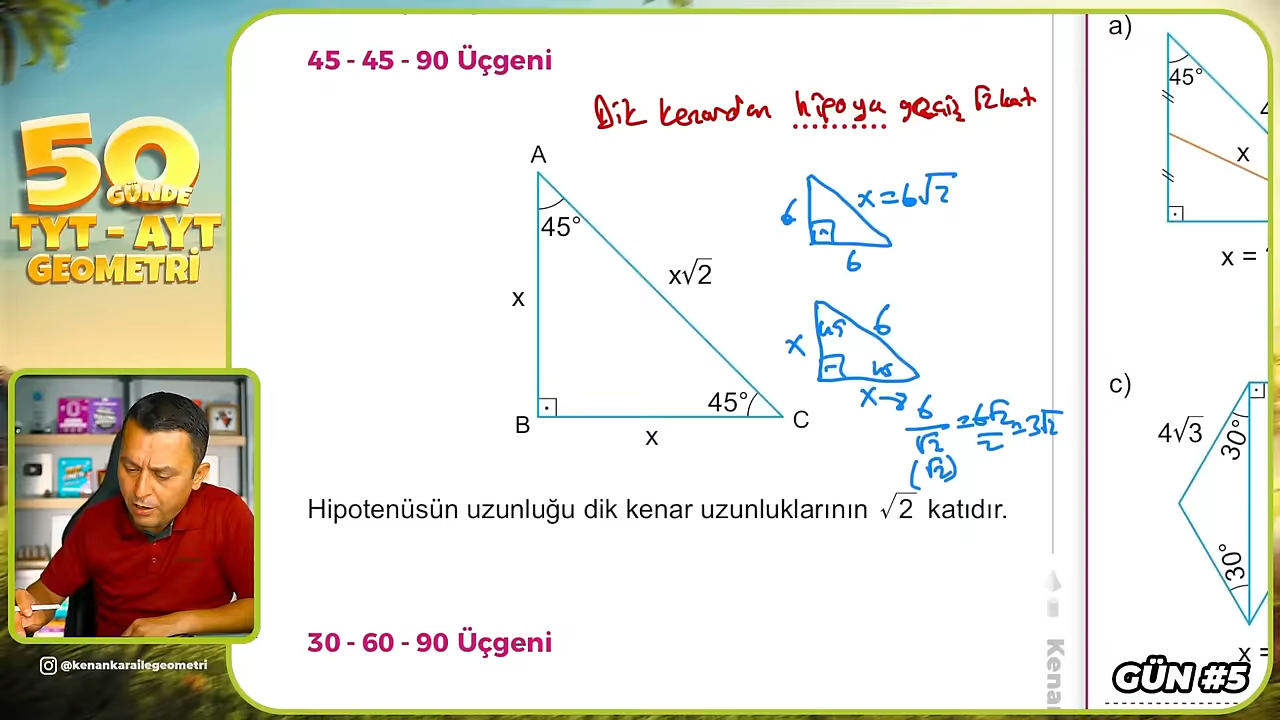 50
GÜNDE
TYT - AYT
GEOMETRİ
@kenankarailegeometri
45 - 45 - 90 Üçgeni
Dik kenardan hipoya √2 kat
A
45°
x
x√2
B
45°
C
x
6
x=6√2
6
x
45
6
45
x → 6/√2 = 6√2/2 = 3√2
(√2)
Hipotenüsün uzunluğu dik kenar uzunluklarının √2 katıdır.
30 - 60 - 90 Üçgeni
a)
45°
x
x =
c)
4√3
30°
30°
x =
Kenar
GÜN #5